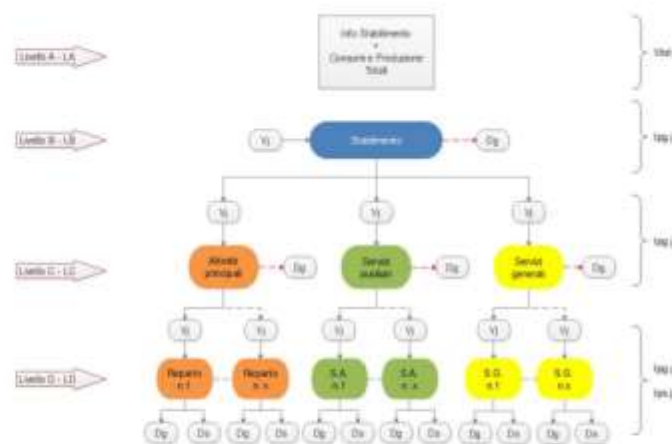 Livello A - LA
Info Stabilimento
+
Consumi e Produzione
Totali
Livello B - LB
Vj
Stabilimento
Dg
Vj
Vj
Vj
Livello C - LC
Attività
principali
Dg
Servizi
ausiliari
Dg
Servizi
generali
Dg
Vj
Vj
Vj
Vj
Vj
Vj
Livello D - LD
Reparto
n.1
Reparto
n. x
S.A.
n.1
S.A.
n. x
S.G.
n.1
S.G.
n.x
Dg
Ds
Dg
Ds
Dg
Ds
Dg
Ds
Dg
Ds
Dg
Ds